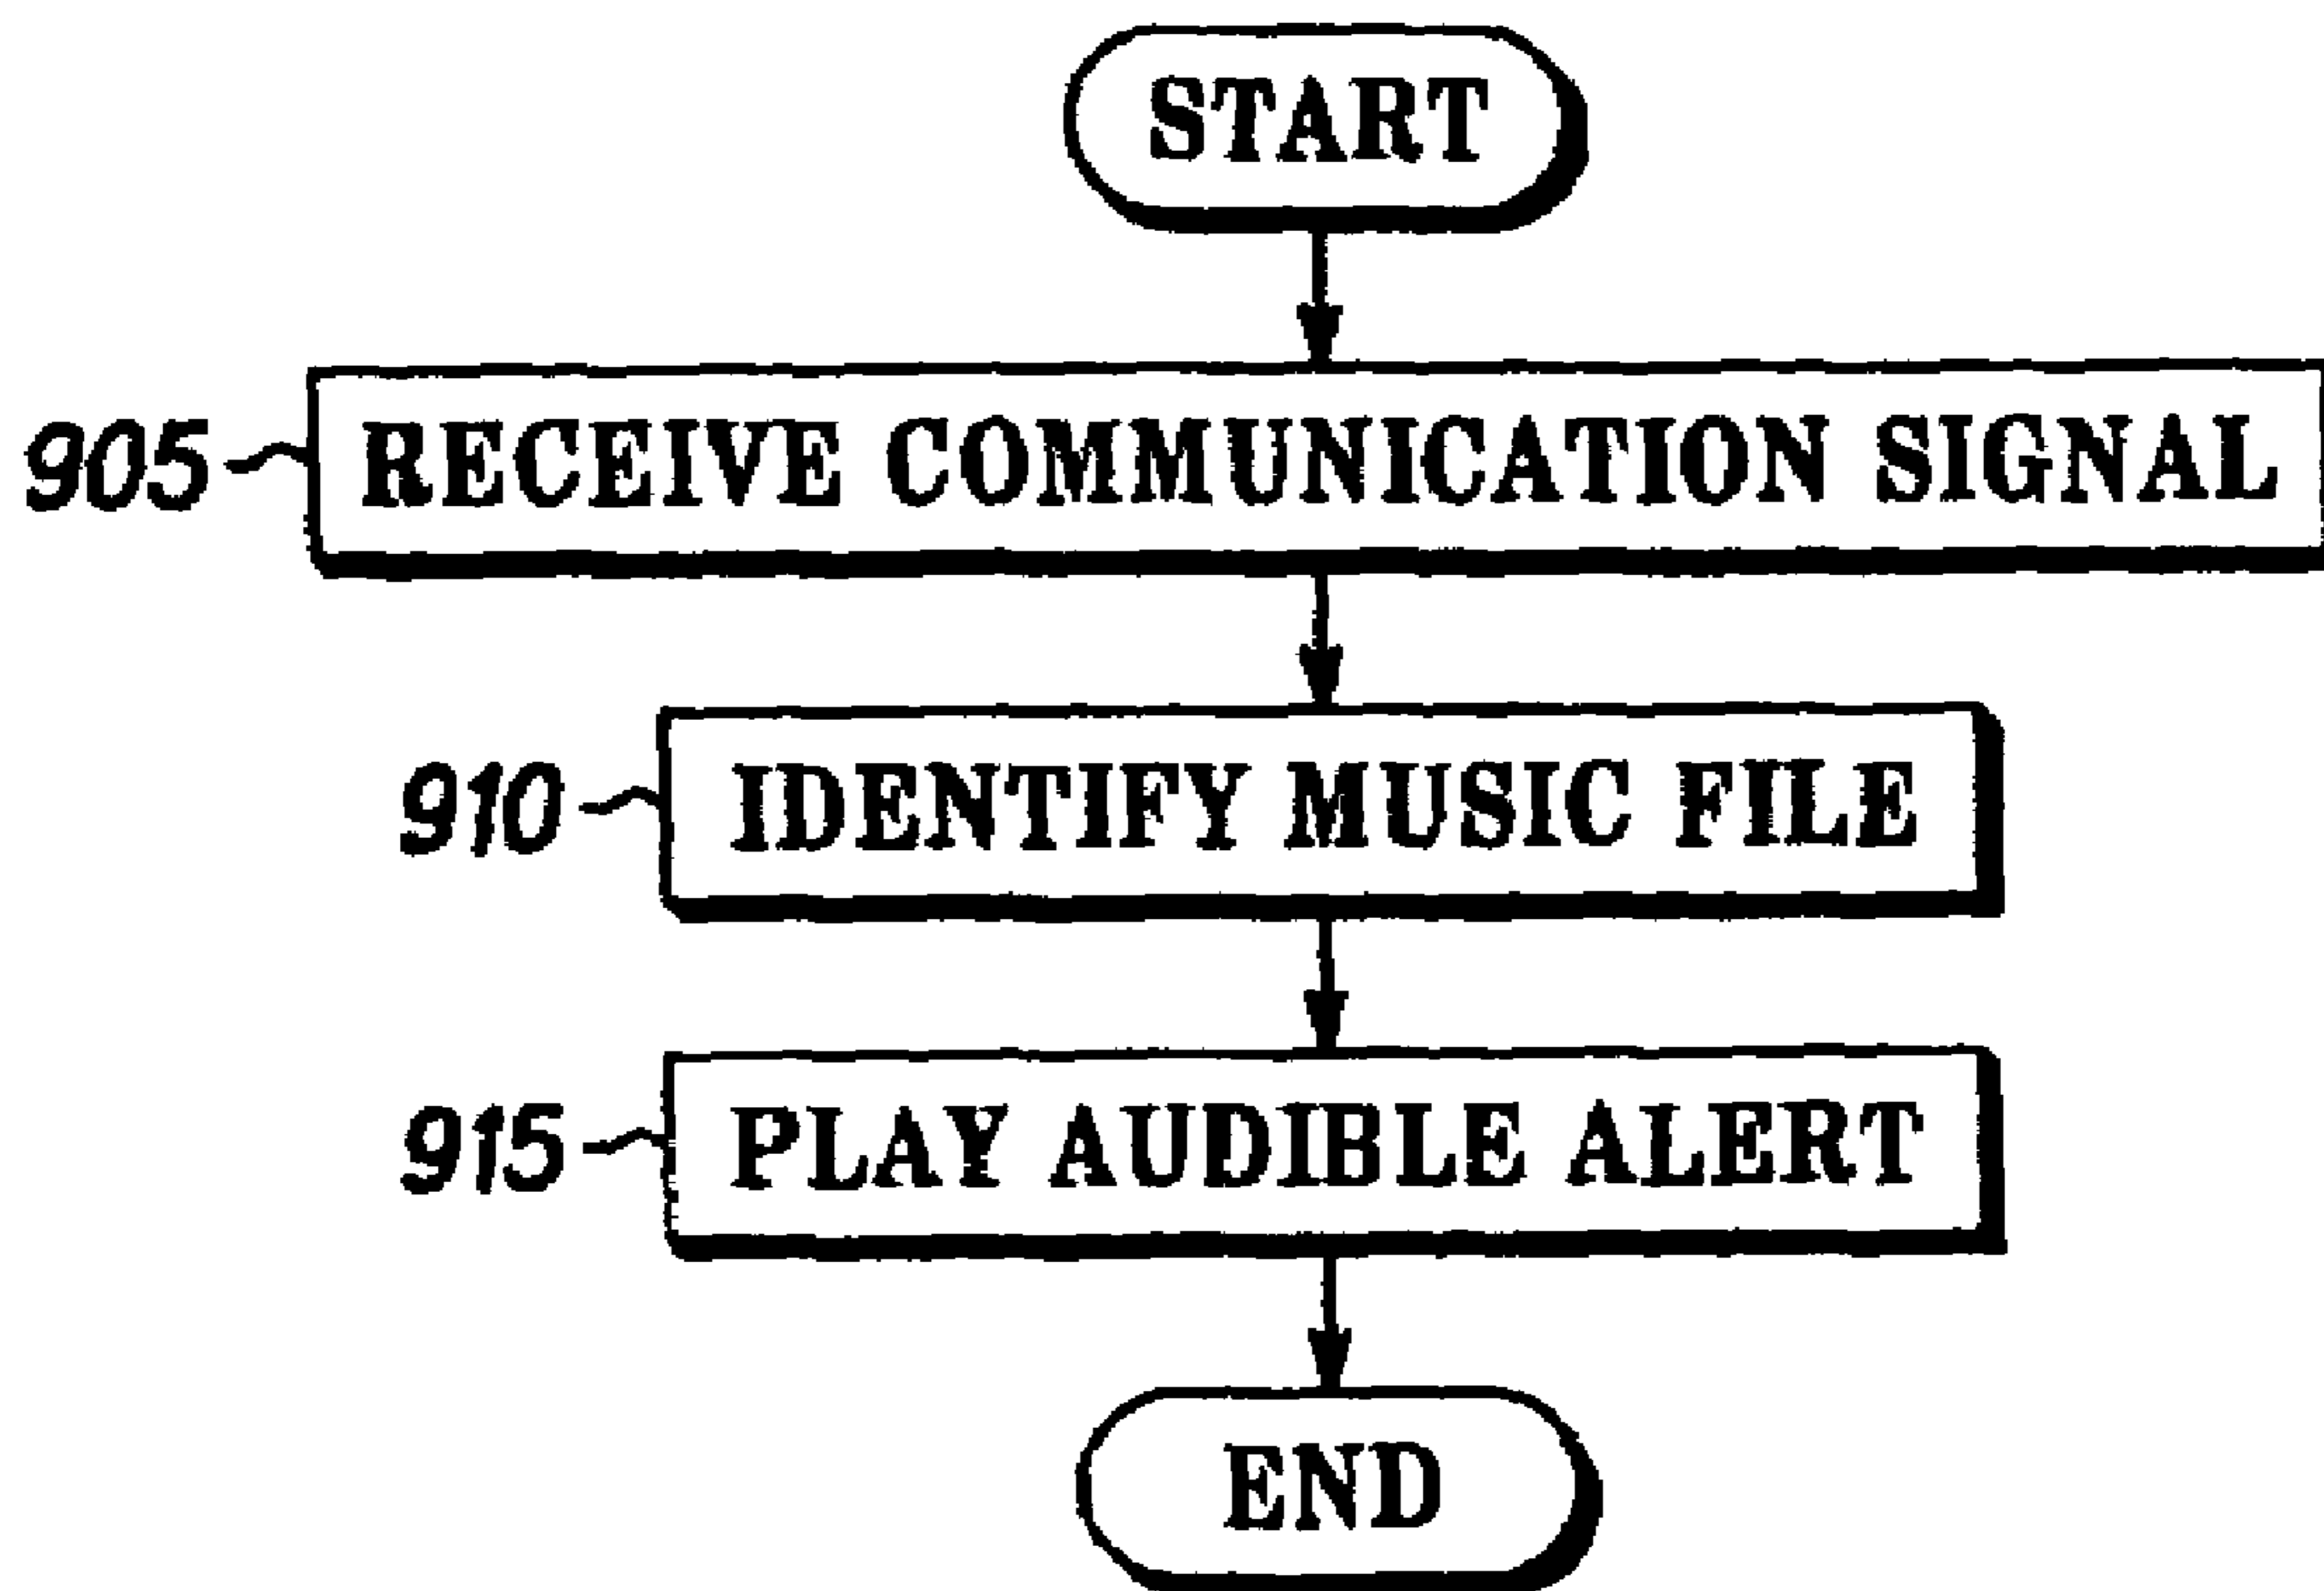 START
905 RECEIVE COMMUNICATION SIGNAL
910 IDENTIFY MUSIC FILE
915 PLAY AUDIBLE ALERT
END